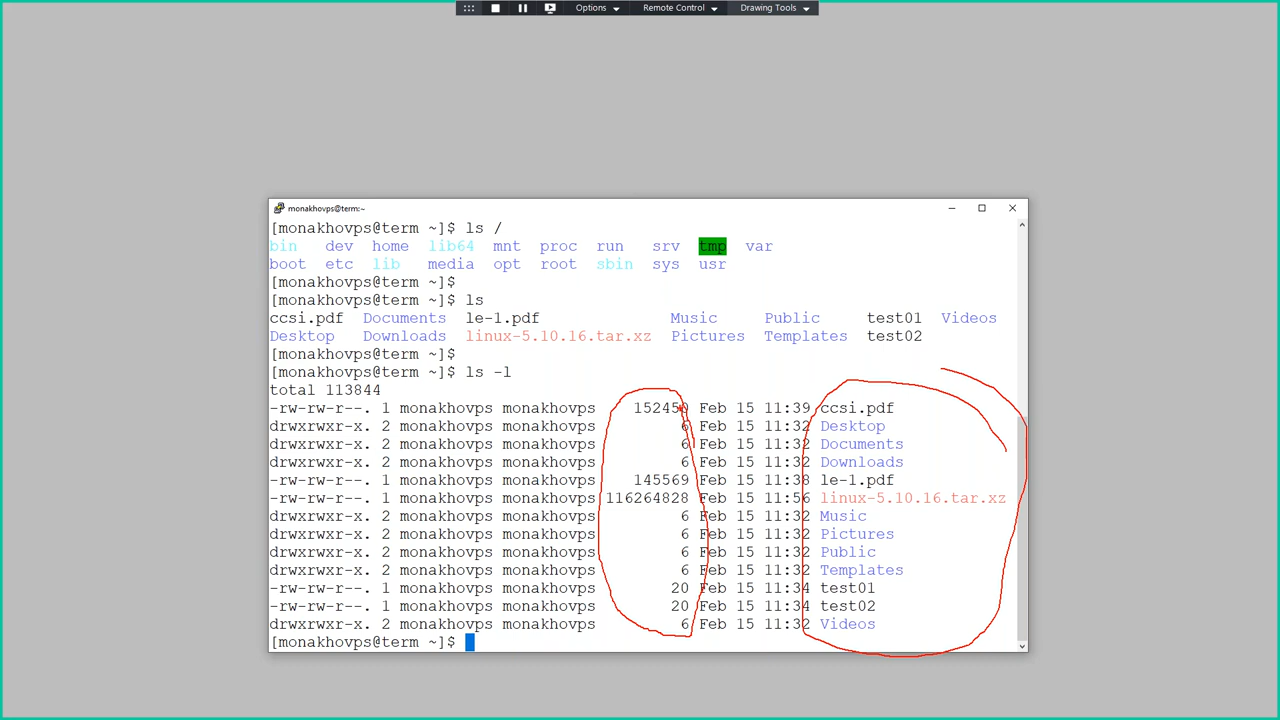 Options Remote Control Drawing Tools
monakhovps@term:~
[monakhovps@term ~]$ ls /
bin dev home lib64 mnt proc run srv tmp var
boot etc lib media opt root sbin sys usr
[monakhovps@term ~]$
[monakhovps@term ~]$ ls
ccsi.pdf Documents le-1.pdf Music Public test01 Videos
Desktop Downloads linux-5.10.16.tar.xz Pictures Templates test02
[monakhovps@term ~]$
[monakhovps@term ~]$ ls -l
total 113844
-rw-rw-r--. 1 monakhovps monakhovps 152450 Feb 15 11:39 ccsi.pdf
drwxrwxr-x. 2 monakhovps monakhovps 6 Feb 15 11:32 Desktop
drwxrwxr-x. 2 monakhovps monakhovps 6 Feb 15 11:32 Documents
drwxrwxr-x. 2 monakhovps monakhovps 6 Feb 15 11:32 Downloads
-rw-rw-r--. 1 monakhovps monakhovps 145569 Feb 15 11:38 le-1.pdf
-rw-rw-r--. 1 monakhovps monakhovps 116264828 Feb 15 11:56 linux-5.10.16.tar.xz
drwxrwxr-x. 2 monakhovps monakhovps 6 Feb 15 11:32 Music
drwxrwxr-x. 2 monakhovps monakhovps 6 Feb 15 11:32 Pictures
drwxrwxr-x. 2 monakhovps monakhovps 6 Feb 15 11:32 Public
drwxrwxr-x. 2 monakhovps monakhovps 6 Feb 15 11:32 Templates
-rw-rw-r--. 1 monakhovps monakhovps 20 Feb 15 11:34 test01
-rw-rw-r--. 1 monakhovps monakhovps 20 Feb 15 11:34 test02
drwxrwxr-x. 2 monakhovps monakhovps 6 Feb 15 11:32 Videos
[monakhovps@term ~]$